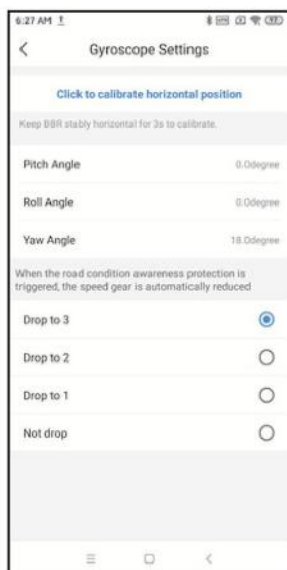 6:27 AM
Gyroscope Settings
Click to calibrate horizontal position
Keep BBR stably horizontal for 3s to calibrate.
Pitch Angle 0.0degree
Roll Angle 0.0degree
Yaw Angle 18.0degree
When the road condition awareness protection is
triggered, the speed gear is automatically reduced
Drop to 3
Drop to 2
Drop to 1
Not drop